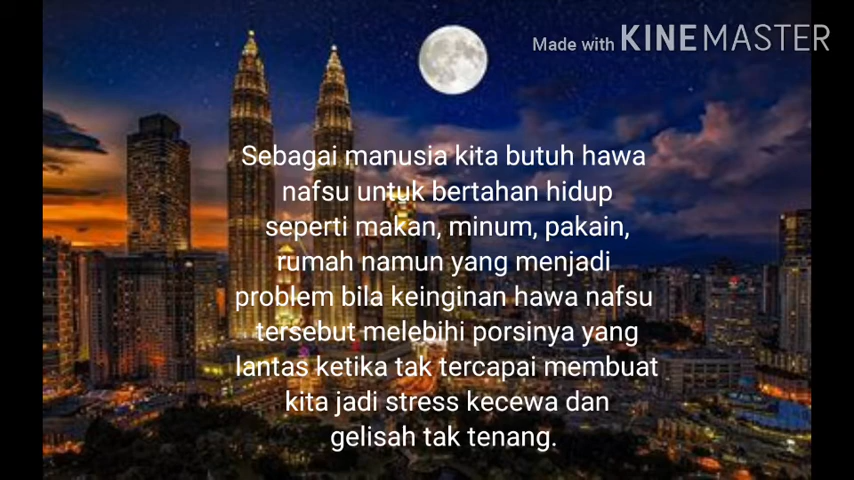 Made with KINEMASTER
Sebagai manusia kita butuh hawa
nafsu untuk bertahan hidup
seperti makan, minum, pakain,
rumah namun yang menjadi
problem bila keinginan hawa nafsu
tersebut melebihi porsinya yang
lantas ketika tak tercapai membuat
kita jadi stress kecewa dan
gelisah tak tenang.